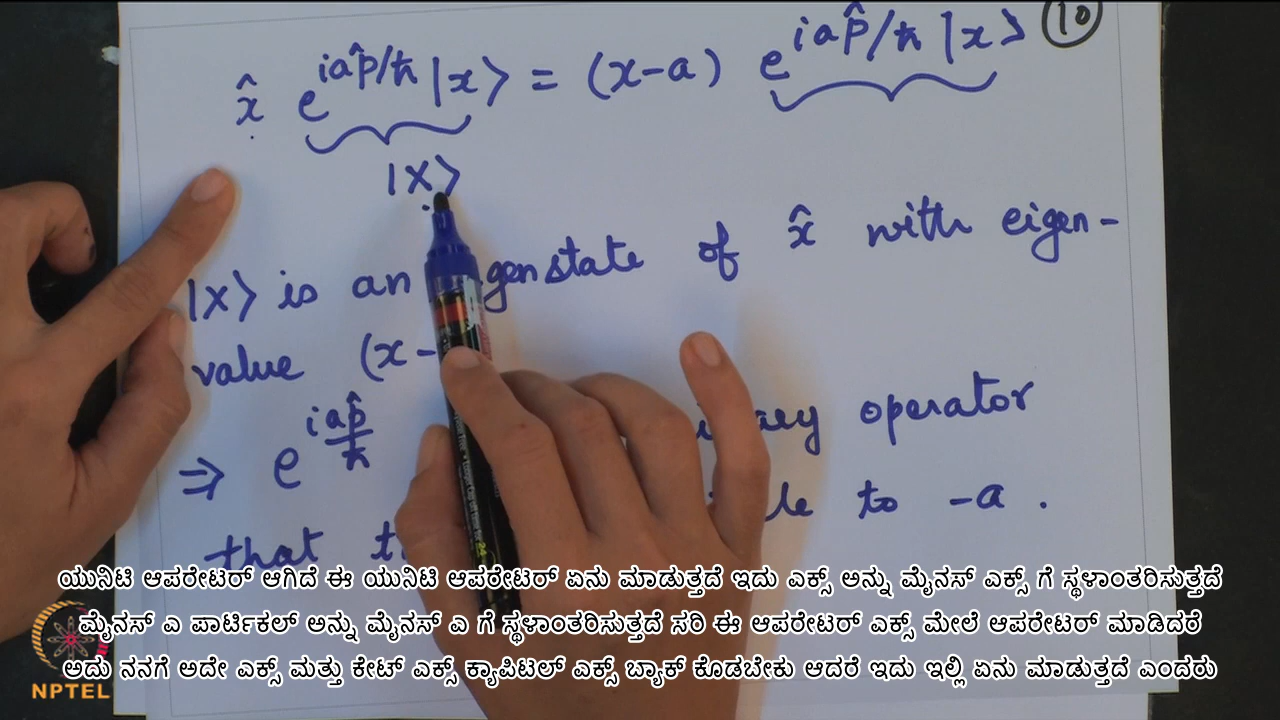 x̂ e^{iap̂/ħ} |x⟩ = (x-a) e^{iap̂/ħ} |x⟩ ⑩
|X⟩
|X⟩ is an state of x̂ with eigen-
value (x-
⇒ e^{iap̂/ħ} operator
that to -a .
ಯುನಿಟಿ ಆಪರೇಟರ್ ಆಗಿದೆ ಈ ಯುನಿಟಿ ಆಪರೇಟರ್ ಏನು ಮಾಡುತ್ತದೆ ಇದು ಎಕ್ಸ್ ಅನ್ನು ಮೈನಸ್ ಎಕ್ಸ್ ಗೆ ಸ್ಥಳಾಂತರಿಸುತ್ತದೆ
ಮೈನಸ್ ಎ ಪಾರ್ಟಿಕಲ್ ಅನ್ನು ಮೈನಸ್ ಎ ಗೆ ಸ್ಥಳಾಂತರಿಸುತ್ತದೆ ಸರಿ ಈ ಆಪರೇಟರ್ ಎಕ್ಸ್ ಮೇಲೆ ಆಪರೇಟರ್ ಮಾಡಿದರೆ
ಅದು ನನಗೆ ಅದೇ ಎಕ್ಸ್ ಮತ್ತು ಕೇಟ್ ಎಕ್ಸ್ ಕ್ಯಾಪಿಟಲ್ ಎಕ್ಸ್ ಬ್ಯಾಕ್ ಕೊಡಬೇಕು ಆದರೆ ಇದು ಇಲ್ಲಿ ಏನು ಮಾಡುತ್ತದೆ ಎಂದರು
NPTEL